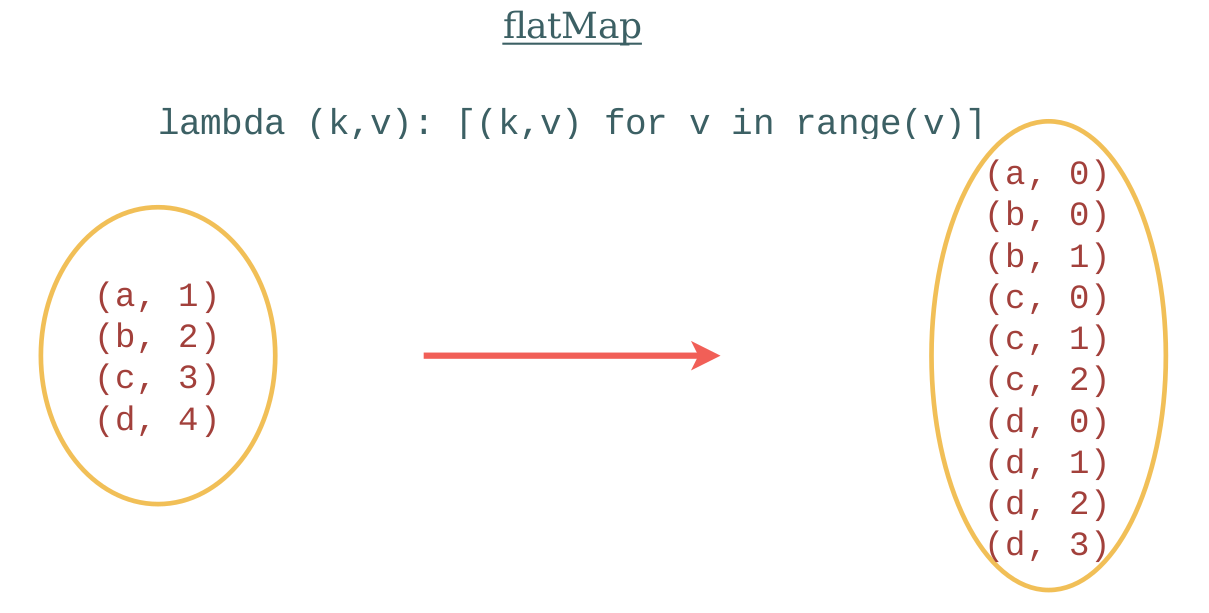 flatMap
lambda (k,v): [(k,v) for v in range(v)]
(a, 1)
(b, 2)
(c, 3)
(d, 4)
(a, 0)
(b, 0)
(b, 1)
(c, 0)
(c, 1)
(c, 2)
(d, 0)
(d, 1)
(d, 2)
(d, 3)